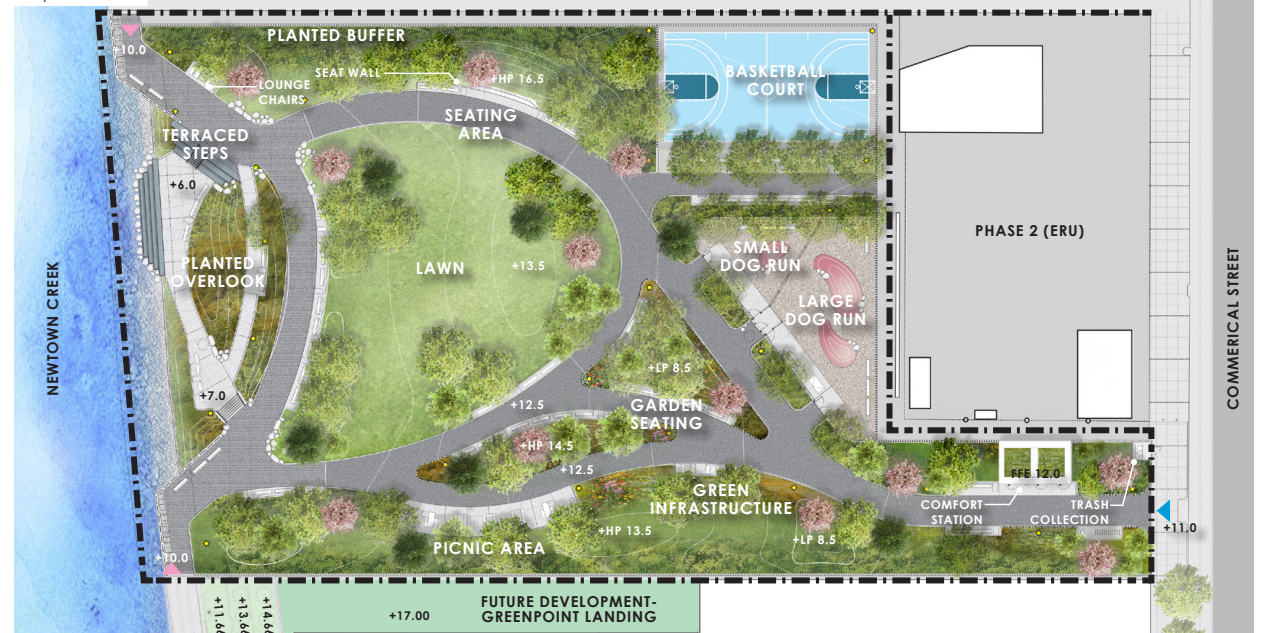 PLANTED BUFFER
+10.0
SEAT WALL
LOUNGE
CHAIRS
+HP 16.5
BASKETBALL
COURT
SEATING
AREA
TERRACED
STEPS
+6.0
PHASE 2 (ERU)
SMALL
DOG RUN
PLANTED
OVERLOOK
LAWN
+13.5
LARGE
DOG RUN
NEWTOWN CREEK
COMMERICAL STREET
+LP 8.5
+7.0
+12.5
GARDEN
SEATING
+HP 14.5
+12.5
FFE 12.0
GREEN
INFRASTRUCTURE
COMFORT
STATION
TRASH
COLLECTION
+11.0
+HP 13.5
+LP 8.5
PICNIC AREA
+10.0
+17.00
FUTURE DEVELOPMENT-
GREENPOINT LANDING